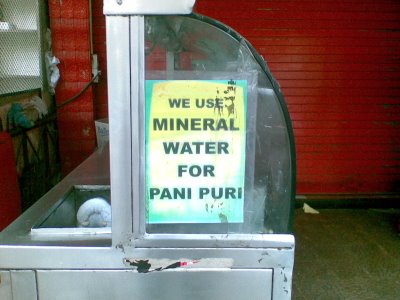 WE USE
MINERAL
WATER
FOR
PANI PURI